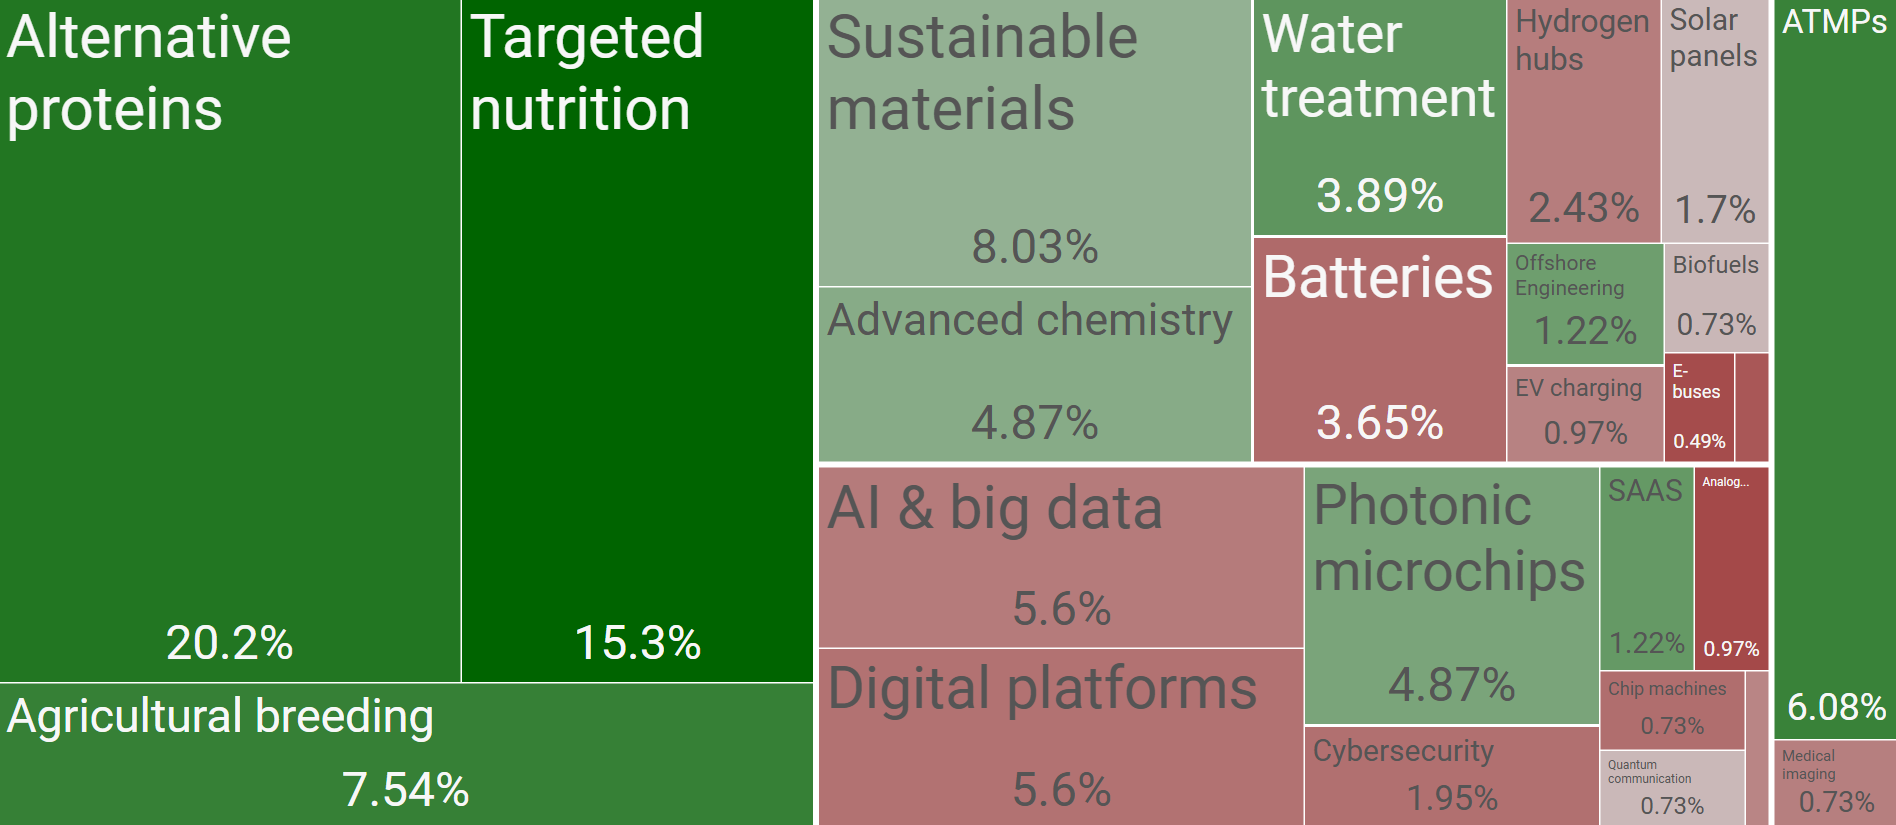 Alternative
proteins
20.2%
Targeted
nutrition
15.3%
Agricultural breeding
7.54%
Sustainable
materials
8.03%
Advanced chemistry
4.87%
Water
treatment
3.89%
Batteries
3.65%
Hydrogen
hubs
2.43%
Solar
panels
1.7%
Offshore
Engineering
1.22%
EV charging
0.97%
Biofuels
0.73%
E-
buses
0.49%
AI & big data
5.6%
Digital platforms
5.6%
Photonic
microchips
4.87%
Cybersecurity
1.95%
SAAS
1.22%
Analog...
0.97%
Chip machines
0.73%
Quantum
communication
0.73%
ATMPs
6.08%
Medical
imaging
0.73%